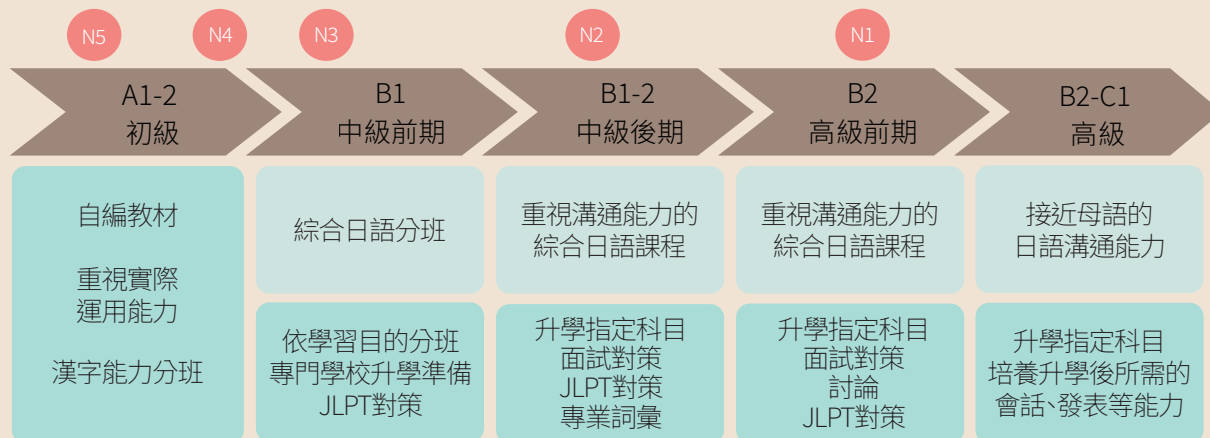 N5
N4
N3
N2
N1
A1-2
初級
B1
中級前期
B1-2
中級後期
B2
高級前期
B2-C1
高級
自編教材
重視實際
運用能力
漢字能力分班
綜合日語分班
依學習目的分班
專門學校升學準備
JLPT對策
重視溝通能力的
綜合日語課程
升學指定科目
面試對策
JLPT對策
專業詞彙
重視溝通能力的
綜合日語課程
升學指定科目
面試對策
討論
JLPT對策
接近母語的
日語溝通能力
升學指定科目
培養升學後所需的
會話、發表等能力